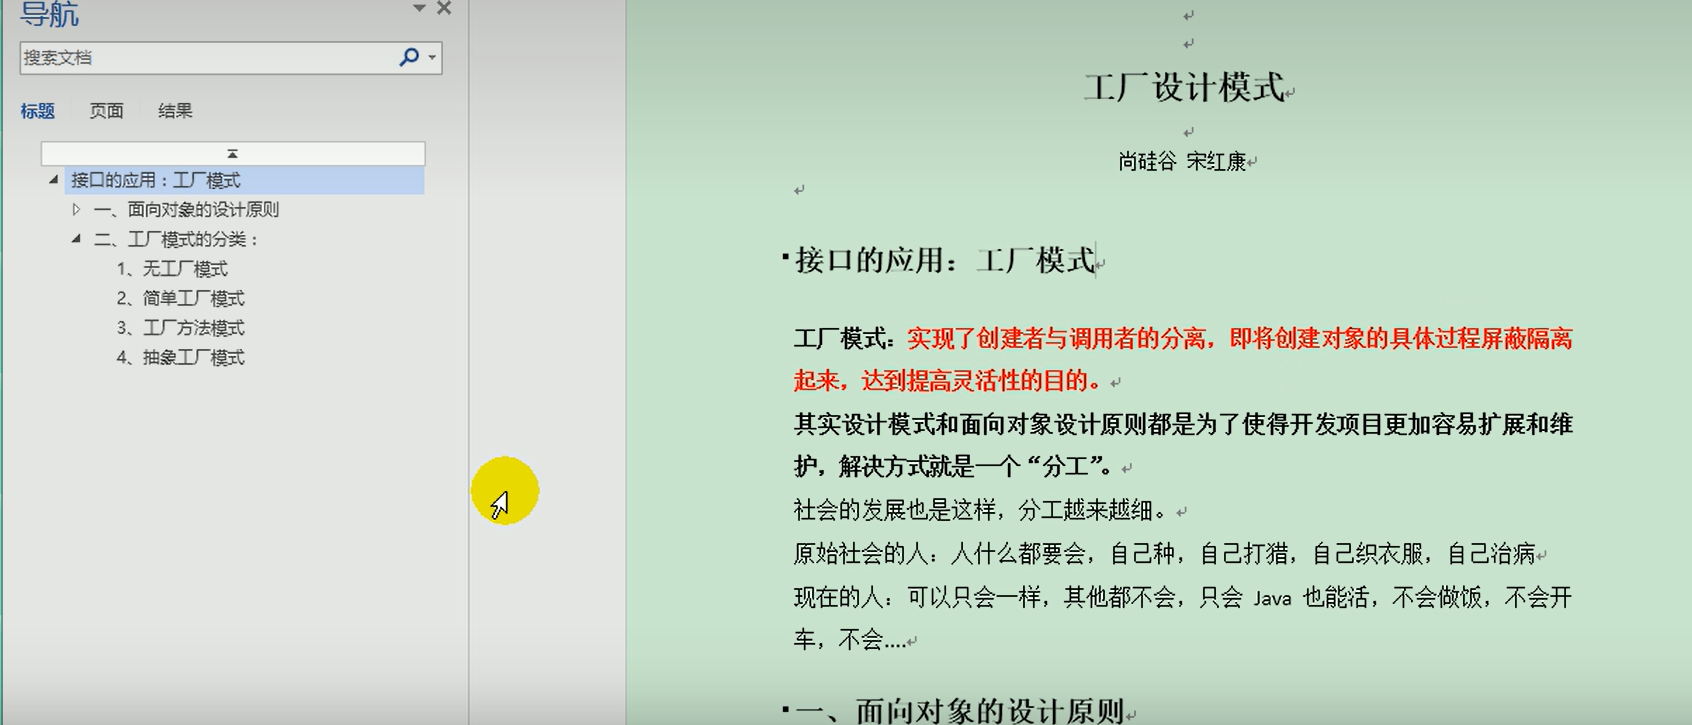 导航
搜索文档
标题 页面 结果
接口的应用：工厂模式
一、面向对象的设计原则
二、工厂模式的分类：
1、无工厂模式
2、简单工厂模式
3、工厂方法模式
4、抽象工厂模式
工厂设计模式
尚硅谷 宋红康
接口的应用：工厂模式
工厂模式：实现了创建者与调用者的分离，即将创建对象的具体过程屏蔽隔离
起来，达到提高灵活性的目的。
其实设计模式和面向对象设计原则都是为了使得开发项目更加容易扩展和维
护，解决方式就是一个“分工”。
社会的发展也是这样，分工越来越细。
原始社会的人：人什么都要会，自己种，自己打猎，自己织衣服，自己治病
现在的人：可以只会一样，其他都不会，只会 Java 也能活，不会做饭，不会开
车，不会....
一、面向对象的设计原则